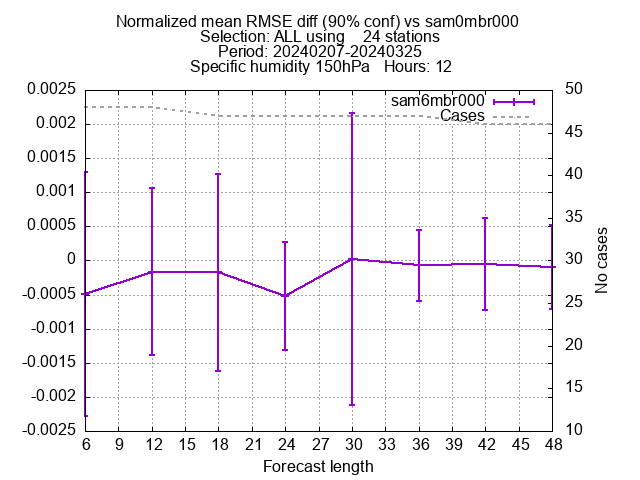 Normalized mean RMSE diff (90% conf) vs sam0mbr000
Selection: ALL using    24 stations
Period: 20240207-20240325
Specific humidity 150hPa   Hours: 12
0.0025
0.002
0.0015
0.001
0.0005
0
-0.0005
-0.001
-0.0015
-0.002
-0.0025
50
45
40
35
30
25
20
15
10
sam6mbr000
Cases
No cases
6 9 12 15 18 21 24 27 30 33 36 39 42 45 48
Forecast length